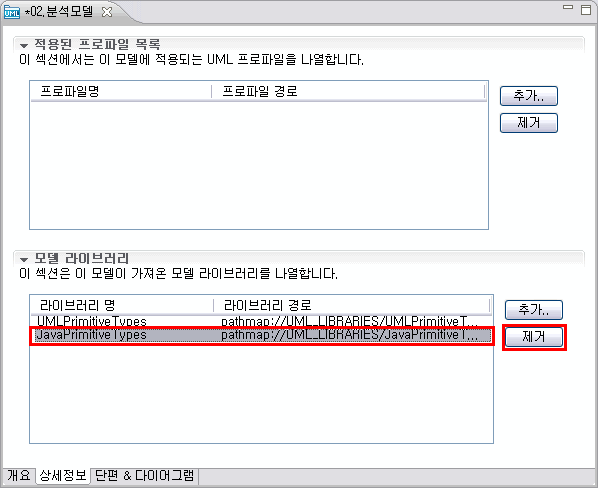 UML *02.분석모델
적용된 프로파일 목록
이 섹션에서는 이 모델에 적용되는 UML 프로파일을 나열합니다.
프로파일명 프로파일 경로
추가..
제거
모델 라이브러리
이 섹션은 이 모델이 가져온 모델 라이브러리를 나열합니다.
라이브러리 명 라이브러리 경로
추가..
UMLPrimitiveTypes pathmap://UML_LIBRARIES/UMLPrimitiveT...
JavaPrimitiveTypes pathmap://UML_LIBRARIES/JavaPrimitiveT...
제거
개요 상세정보 단편 & 다이어그램